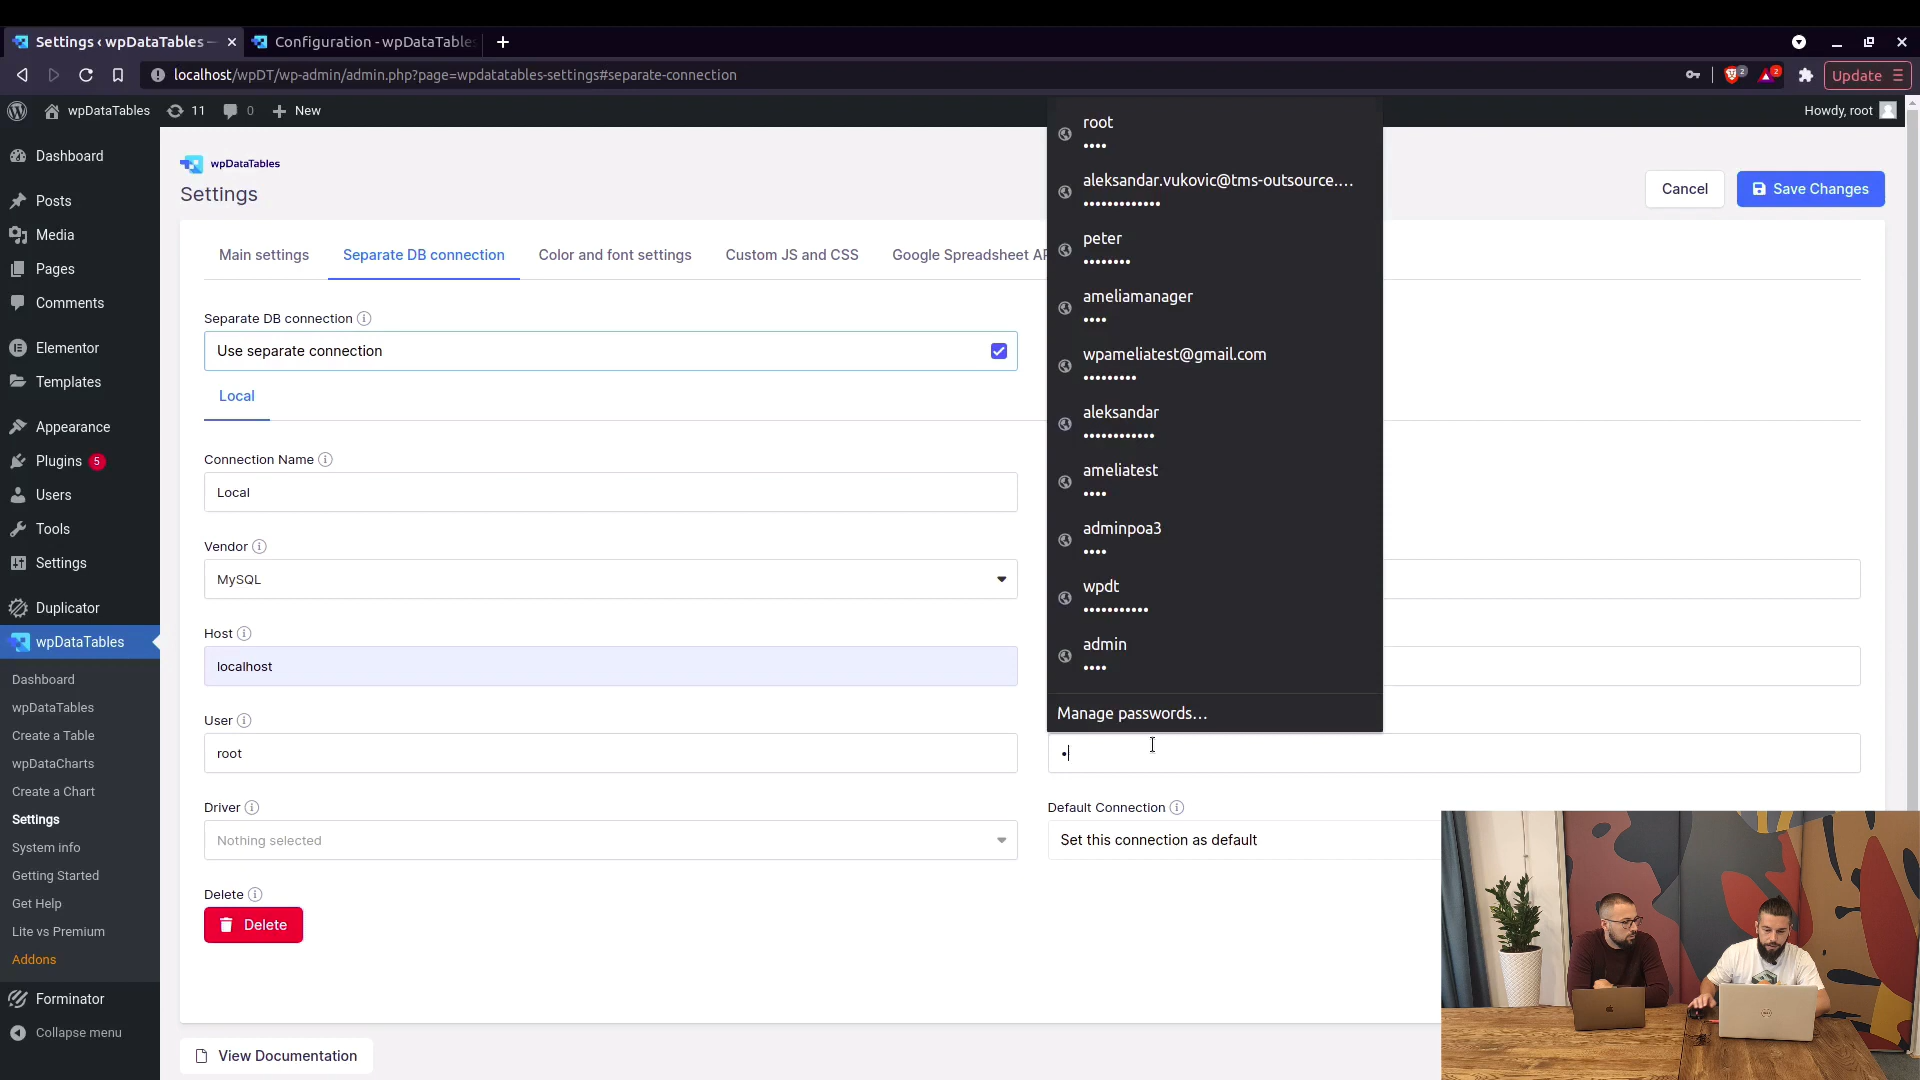 Settings ‹ wpDataTables —
Configuration - wpDataTables
localhost/wpDT/wp-admin/admin.php?page=wpdatatables-settings#separate-connection
2
2
Update
wpDataTables
11
0
New
Howdy, root
Dashboard
Posts
Media
Pages
Comments
Elementor
Templates
Appearance
Plugins 5
Users
Tools
Settings
Duplicator
wpDataTables
Dashboard
wpDataTables
Create a Table
wpDataCharts
Create a Chart
Settings
System info
Getting Started
Get Help
Lite vs Premium
Addons
Forminator
Collapse menu
wpDataTables
Settings
Cancel
Save Changes
Main settings
Separate DB connection
Color and font settings
Custom JS and CSS
Google Spreadsheet AP
Separate DB connection
Use separate connection
Local
Connection Name
Local
Vendor
MySQL
Host
localhost
User
root
Driver
Nothing selected
Default Connection
Set this connection as default
Delete
Delete
View Documentation
root
••••
aleksandar.vukovic@tms-outsource.…
•••••••••••••
peter
••••••••
ameliamanager
••••
wpameliatest@gmail.com
•••••••••
aleksandar
••••••••••••
ameliatest
••••
adminpoa3
••••
wpdt
•••••••••••
admin
••••
Manage passwords…
•